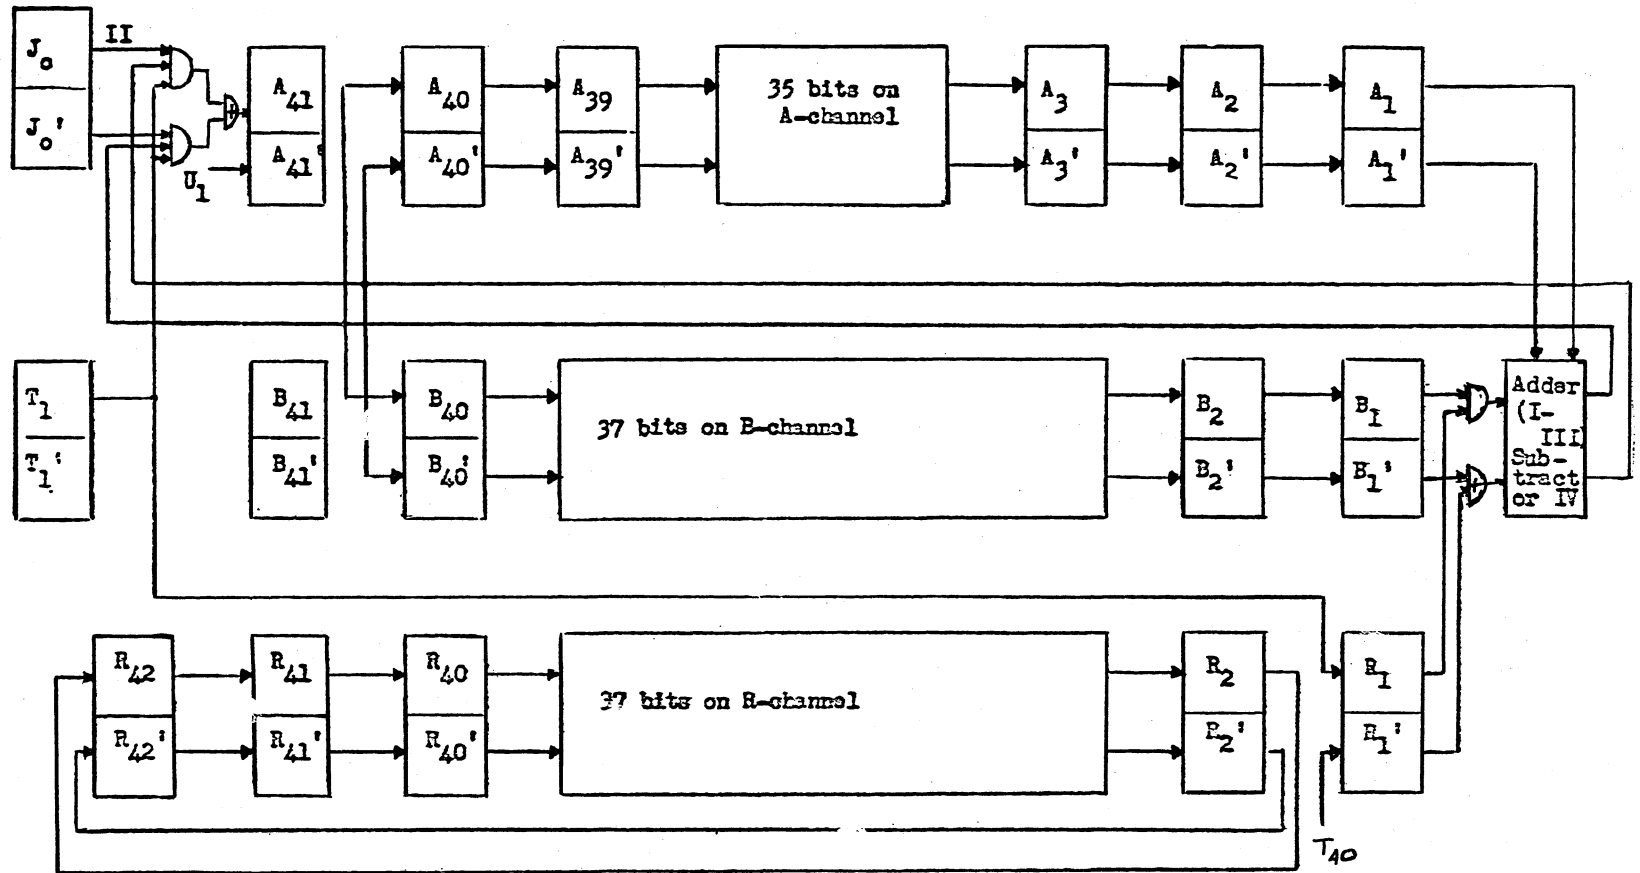 J₀
J₀'
II
U₁
A₄₁
A₄₁'
A₄₀
A₄₀'
A₃₉
A₃₉'
35 bits on
A-channel
A₃
A₃'
A₂
A₂'
A₁
A₁'
T₁
T₁'
B₄₁
B₄₁'
B₄₀
B₄₀'
37 bits on B-channel
B₂
B₂'
B₁
B₁'
Adder
(I-
III
Sub-
tract
or IV
R₄₂
R₄₂'
R₄₁
R₄₁'
R₄₀
R₄₀'
37 bits on R-channel
R₂
R₂'
R₁
R₁'
T₄₀